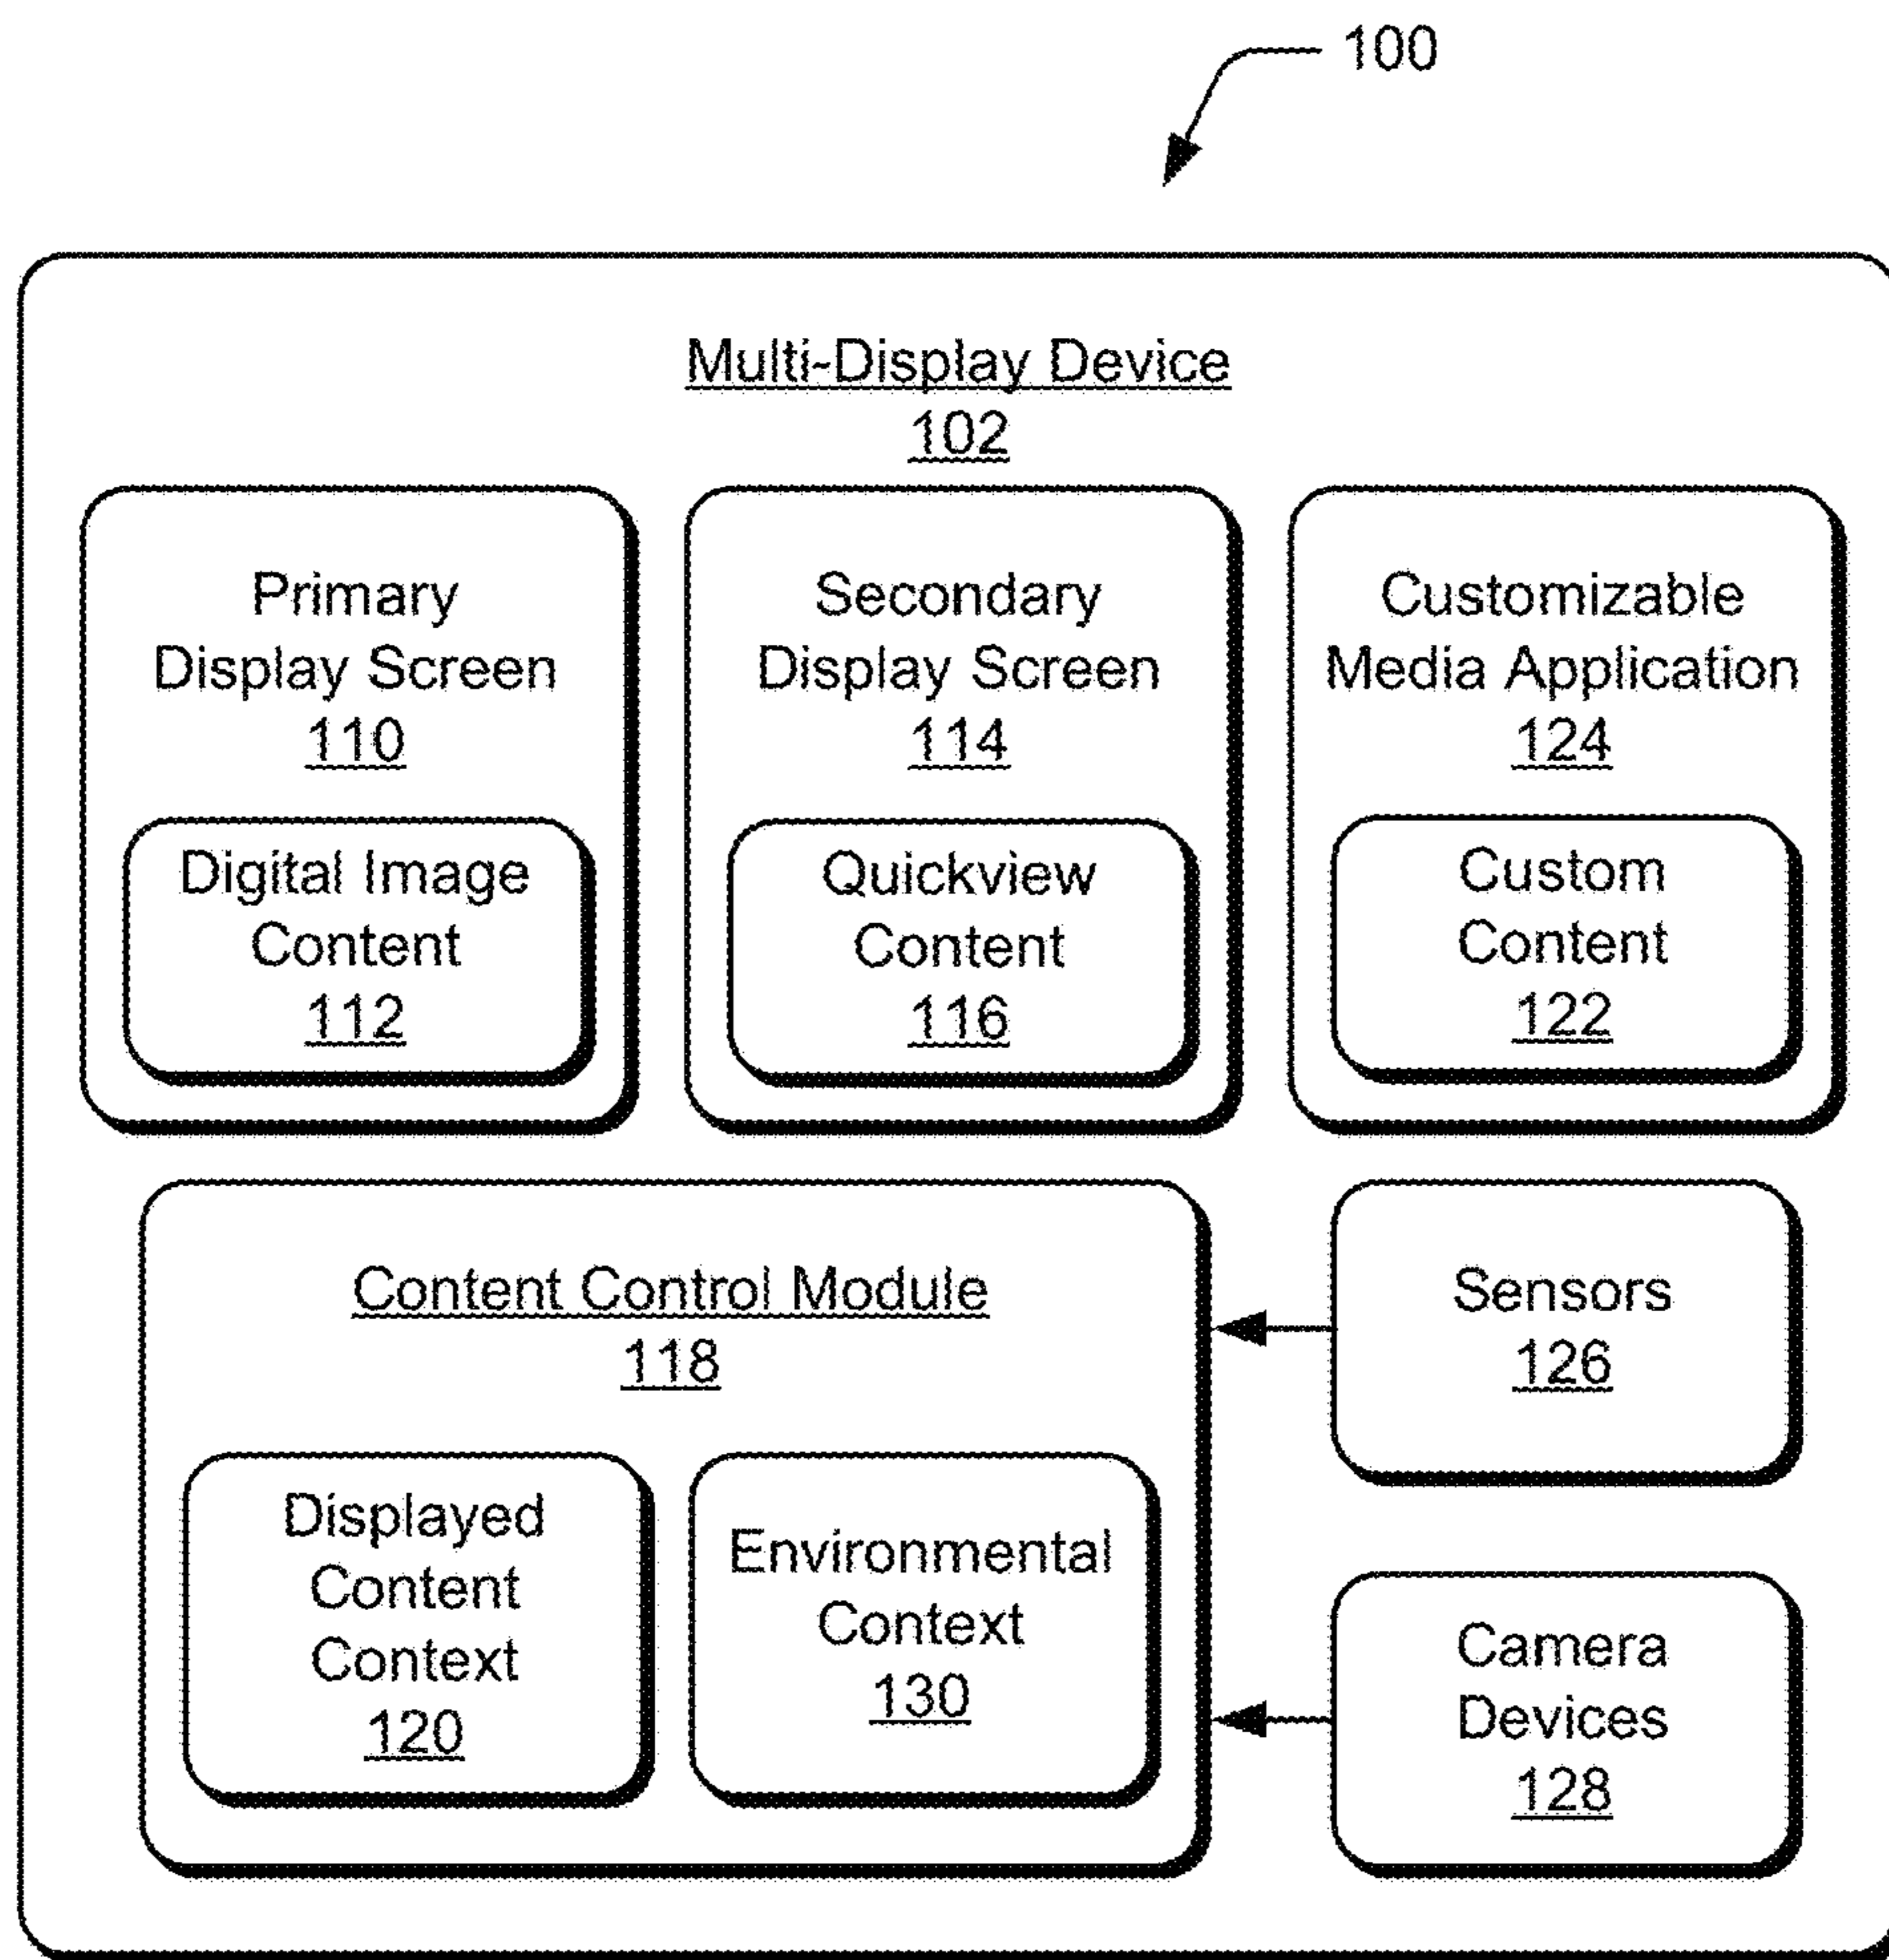 100
Multi-Display Device
102
Primary
Display Screen
110
Digital Image
Content
112
Secondary
Display Screen
114
Quickview
Content
116
Customizable
Media Application
124
Custom
Content
122
Content Control Module
118
Displayed
Content
Context
120
Environmental
Context
130
Sensors
126
Camera
Devices
128